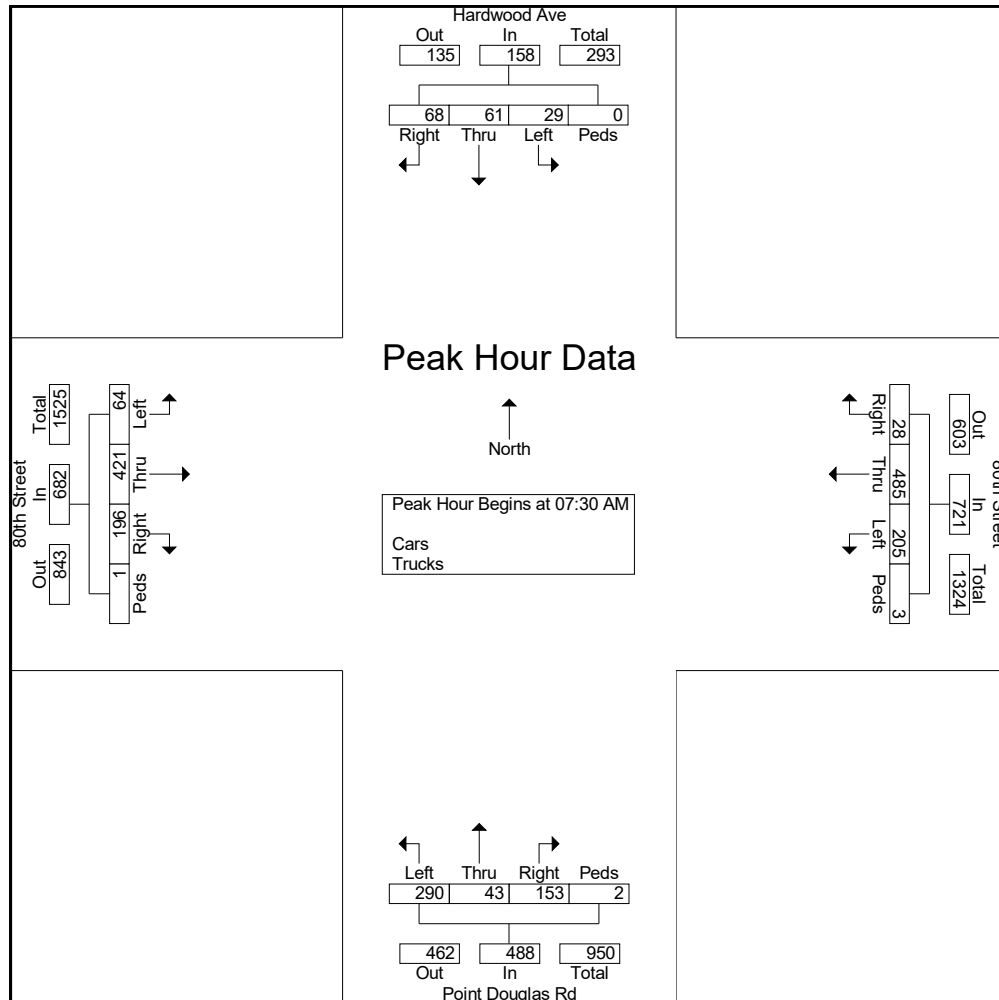 Hardwood Ave
Out In Total
135 158 293
68 61 29 0
Right Thru Left Peds
Peak Hour Data
North
Peak Hour Begins at 07:30 AM
Cars
Trucks
80th Street
Total In Out
1525 682 843
64 421 196 1
Left Thru Right Peds
80th Street
Out In Total
603 721 1324
28 485 205 3
Right Thru Left Peds
Left Thru Right Peds
290 43 153 2
462 488 950
Out In Total
Point Douglas Rd